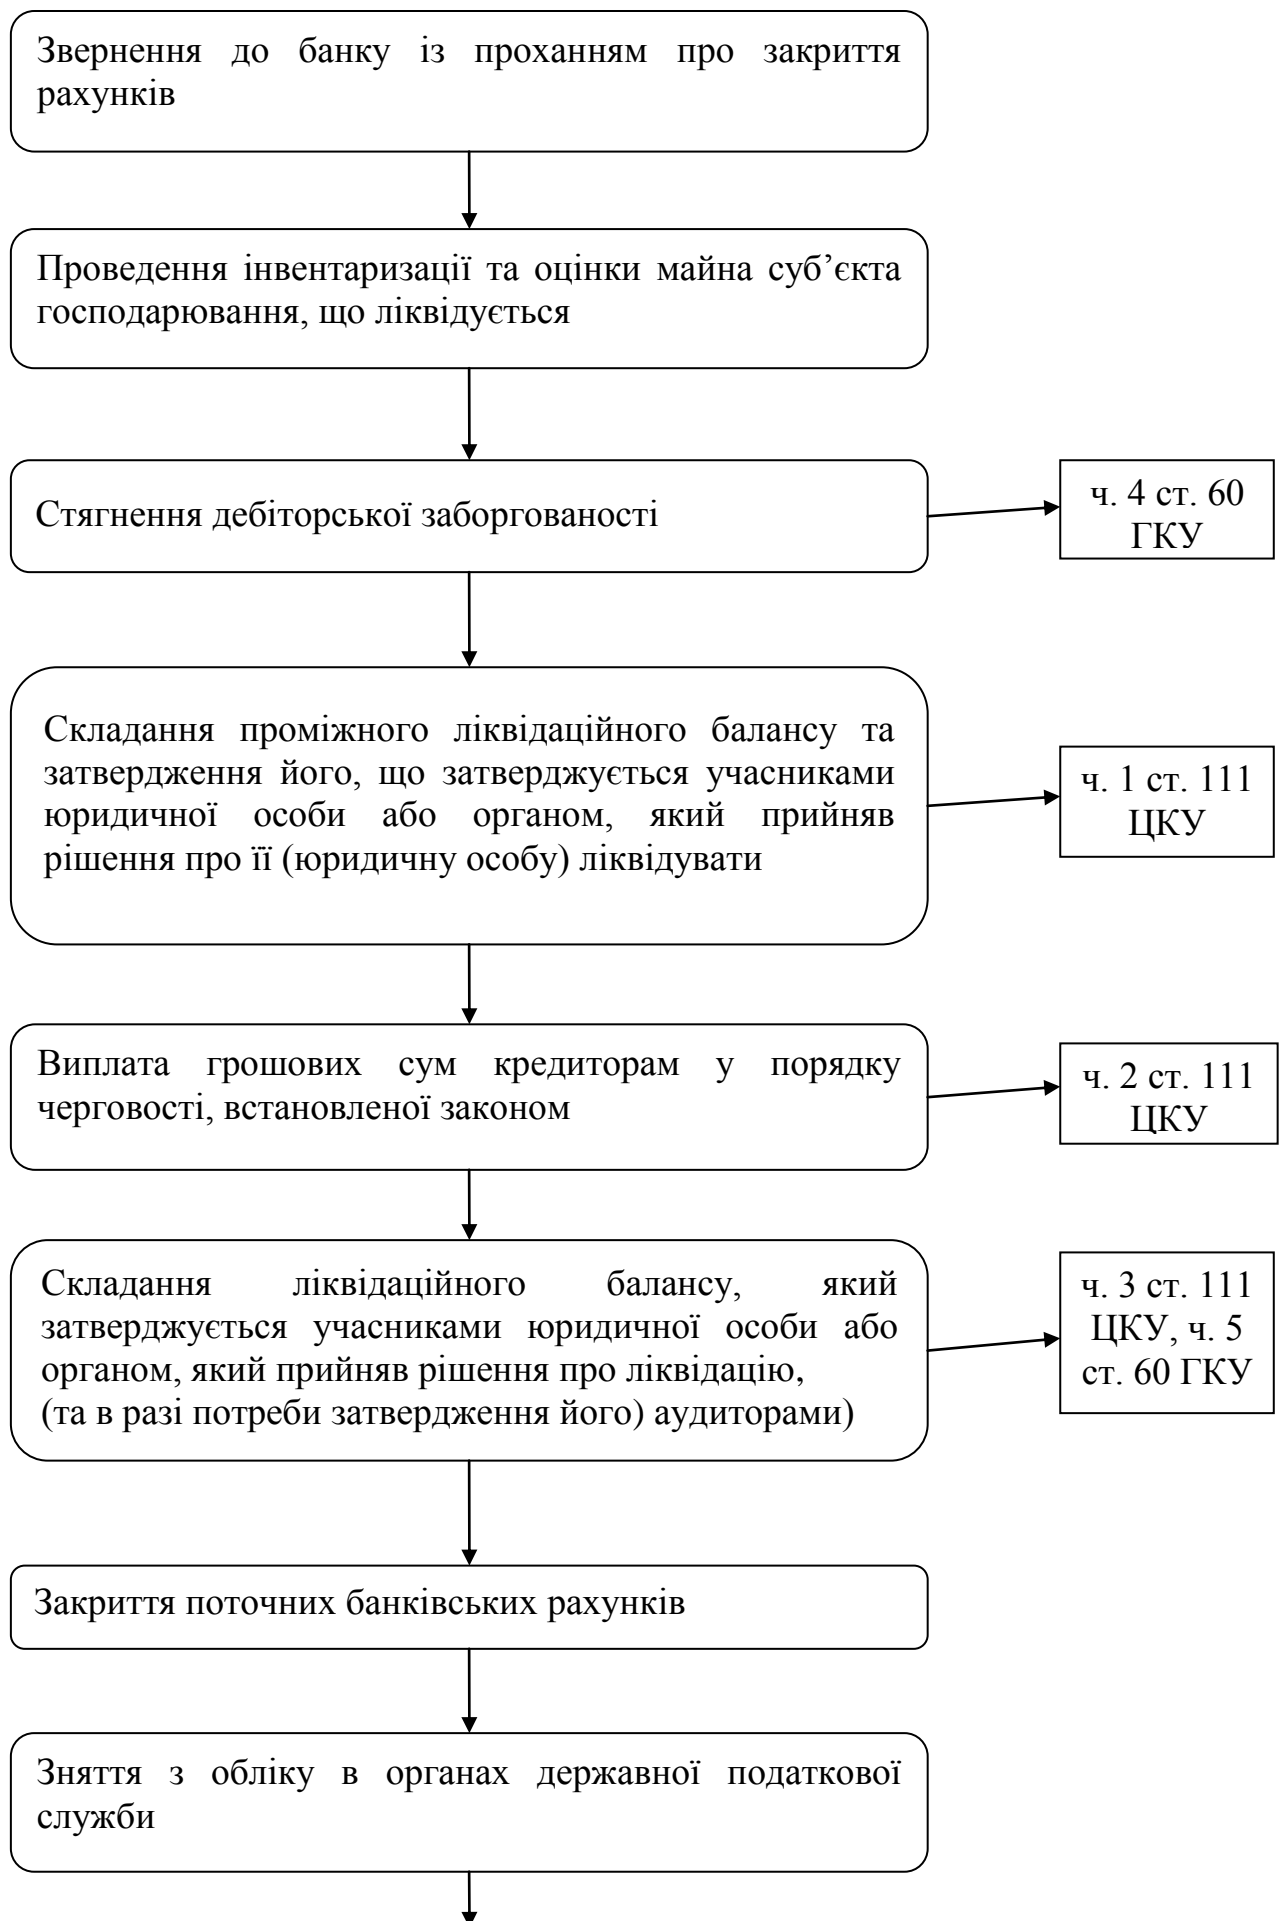 Звернення до банку із проханням про закриття
рахунків
Проведення інвентаризації та оцінки майна суб’єкта
господарювання, що ліквідується
Стягнення дебіторської заборгованості
ч. 4 ст. 60
ГКУ
Складання проміжного ліквідаційного балансу та
затвердження його, що затверджується учасниками
юридичної особи або органом, який прийняв
рішення про її (юридичну особу) ліквідувати
ч. 1 ст. 111
ЦКУ
Виплата грошових сум кредиторам у порядку
черговості, встановленої законом
ч. 2 ст. 111
ЦКУ
Складання ліквідаційного балансу, який
затверджується учасниками юридичної особи або
органом, який прийняв рішення про ліквідацію,
(та в разі потреби затвердження його) аудиторами)
ч. 3 ст. 111
ЦКУ, ч. 5
ст. 60 ГКУ
Закриття поточних банківських рахунків
Зняття з обліку в органах державної податкової
служби